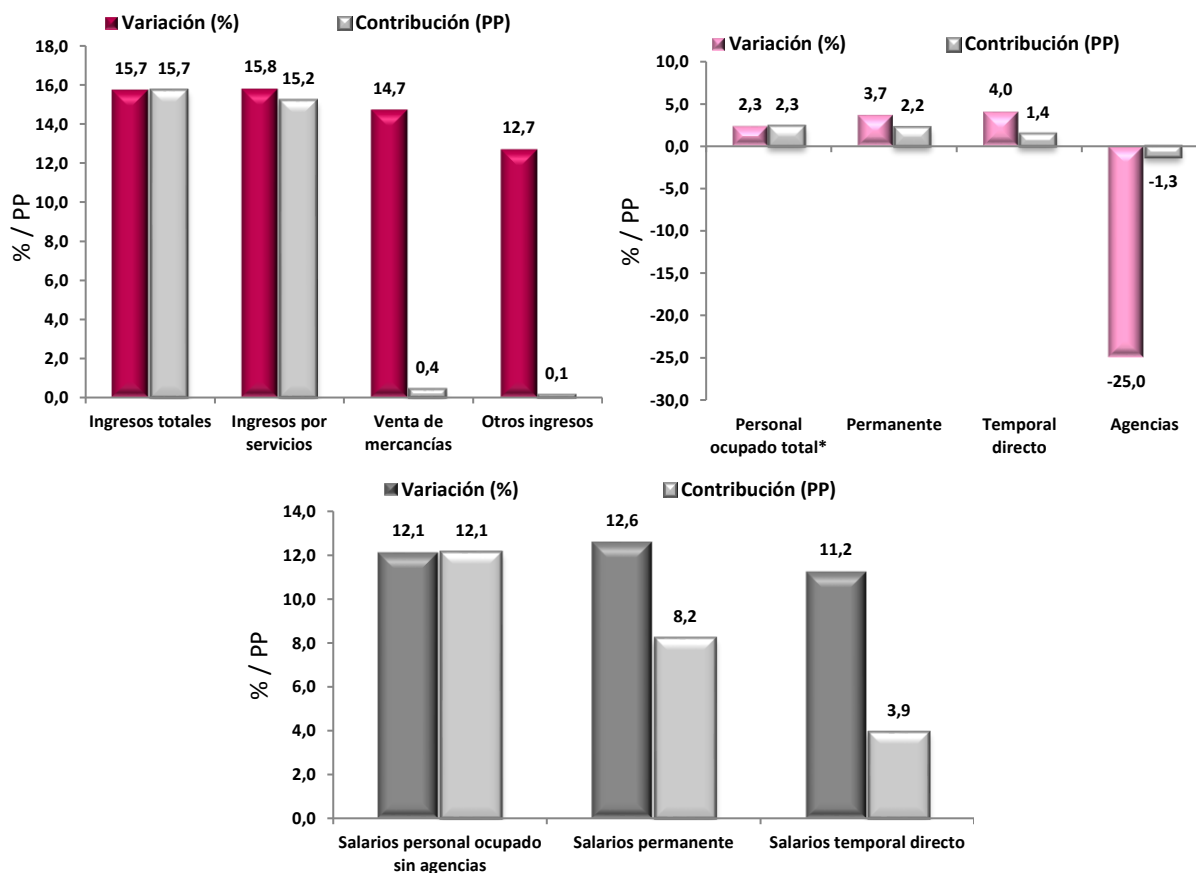 Variación (%) Contribución (PP)
18,0
16,0
14,0
12,0
10,0
8,0
6,0
4,0
2,0
0,0
% / PP
15,7 15,7
15,8 15,2
14,7 0,4
12,7 0,1
Ingresos totales
Ingresos por
servicios
Venta de
mercancías
Otros ingresos
Variación (%) Contribución (PP)
10,0
5,0
0,0
-5,0
-10,0
-15,0
-20,0
-25,0
-30,0
% / PP
2,3 2,3
3,7 2,2
4,0 1,4
-25,0 -1,3
Personal
ocupado total*
Permanente
Temporal
directo
Agencias
Variación (%) Contribución (PP)
14,0
12,0
10,0
8,0
6,0
4,0
2,0
0,0
% / PP
12,1 12,1
12,6 8,2
11,2 3,9
Salarios personal ocupado
sin agencias
Salarios permanente
Salarios temporal directo